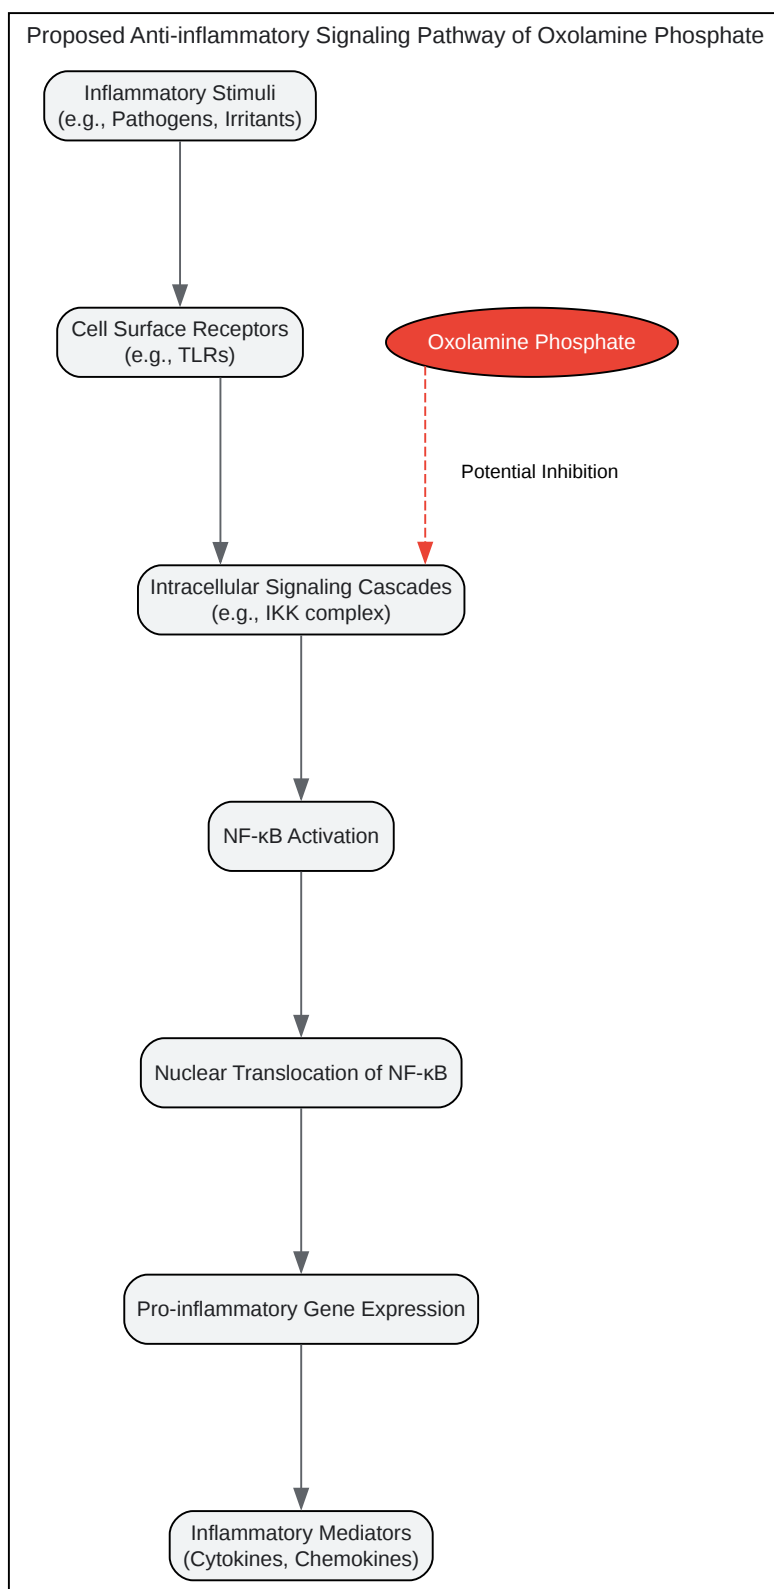 Proposed Anti-inflammatory Signaling Pathway of Oxolamine Phosphate
Inflammatory Stimuli
(e.g., Pathogens, Irritants)
Cell Surface Receptors
(e.g., TLRs)
Oxolamine Phosphate
Potential Inhibition
Intracellular Signaling Cascades
(e.g., IKK complex)
NF-κB Activation
Nuclear Translocation of NF-κB
Pro-inflammatory Gene Expression
Inflammatory Mediators
(Cytokines, Chemokines)